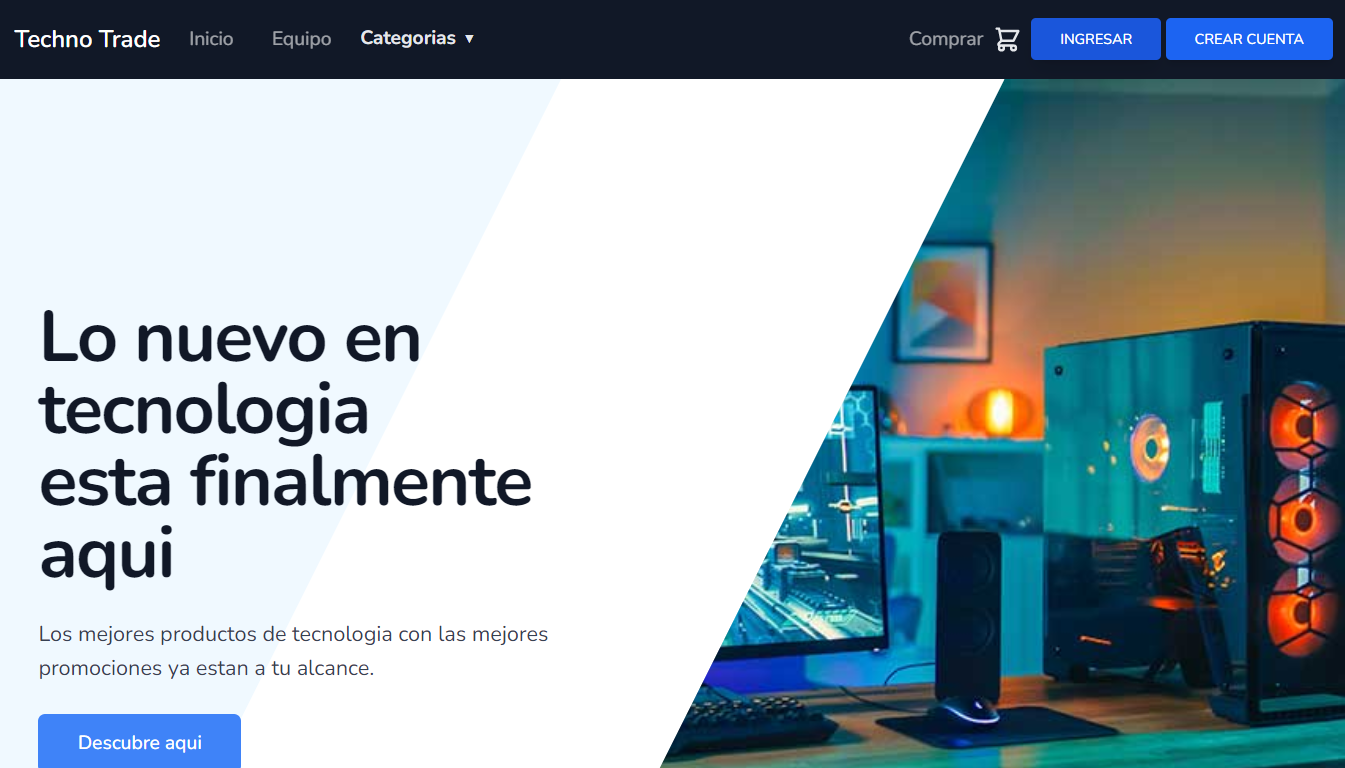 Techno Trade Inicio Equipo Categorias ▼ Comprar INGRESAR CREAR CUENTA
Lo nuevo en
tecnologia
esta finalmente
aqui
Los mejores productos de tecnologia con las mejores
promociones ya estan a tu alcance.
Descubre aqui